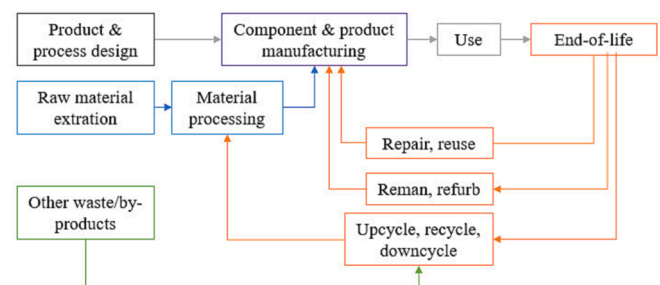 Product &
process design
Component & product
manufacturing
Use
End-of-life
Raw material
extration
Material
processing
Repair, reuse
Reman, refurb
Other waste/by-
products
Upcycle, recycle,
downcycle